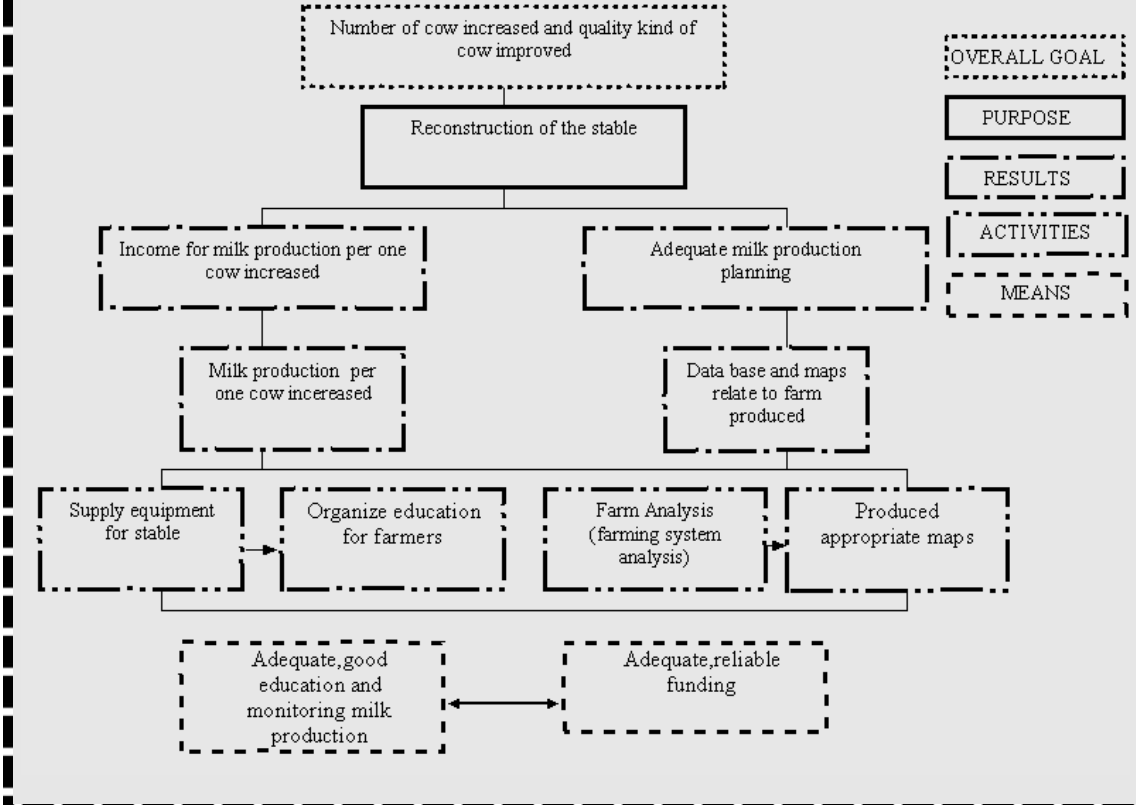 Number of cow increased and quality kind of
cow improved
OVERALL GOAL
PURPOSE
Reconstruction of the stable
RESULTS
ACTIVITIES
MEANS
Income for milk production per one
cow increased
Adequate milk production
planning
Milk production per
one cow incereased
Data base and maps
relate to farm
produced
Supply equipment
for stable
Organize education
for farmers
Farm Analysis
(farming system
analysis)
Produced
appropriate maps
Adequate,good
education and
monitoring milk
production
Adequate,reliable
funding